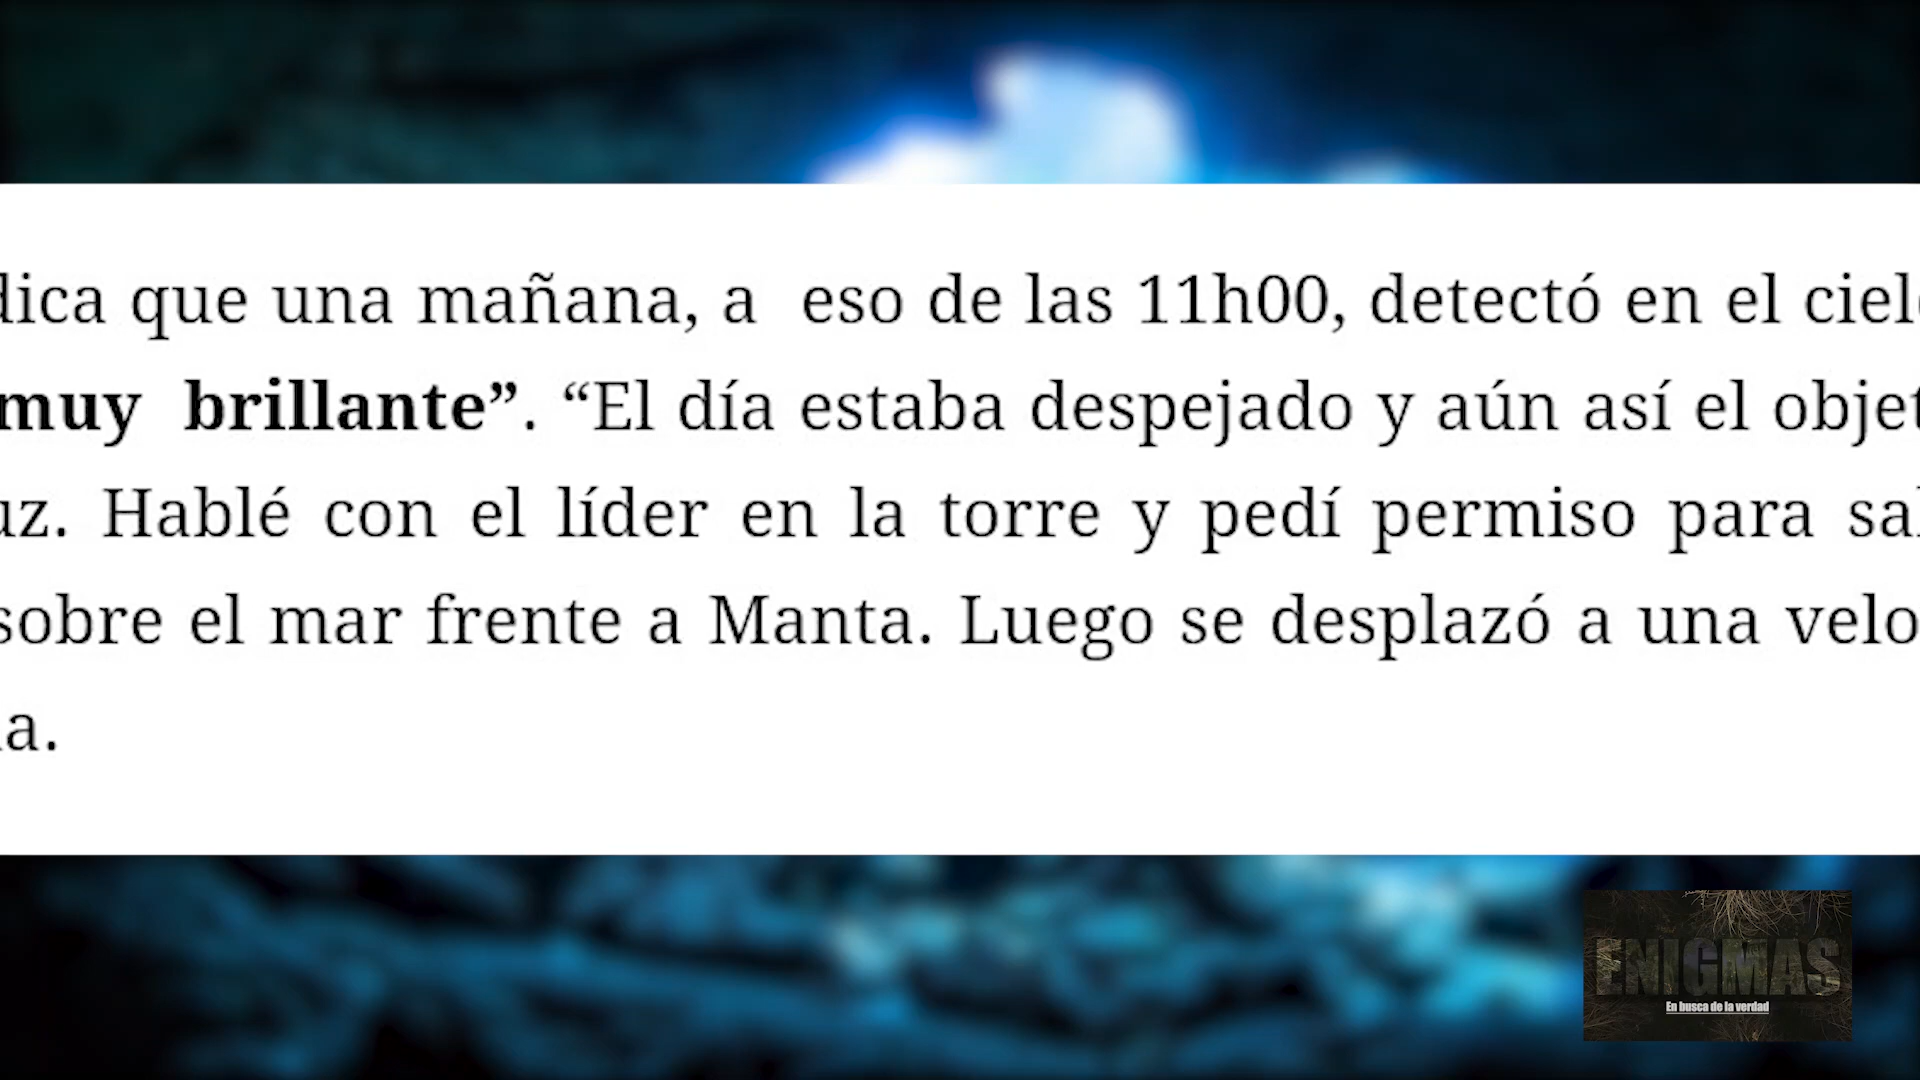 dica que una mañana, a eso de las 11h00, detectó en el ciel
muy brillante”. “El día estaba despejado y aún así el objet
uz. Hablé con el líder en la torre y pedí permiso para sal
sobre el mar frente a Manta. Luego se desplazó a una velo
a.
ENIGMAS
En busca de la verdad